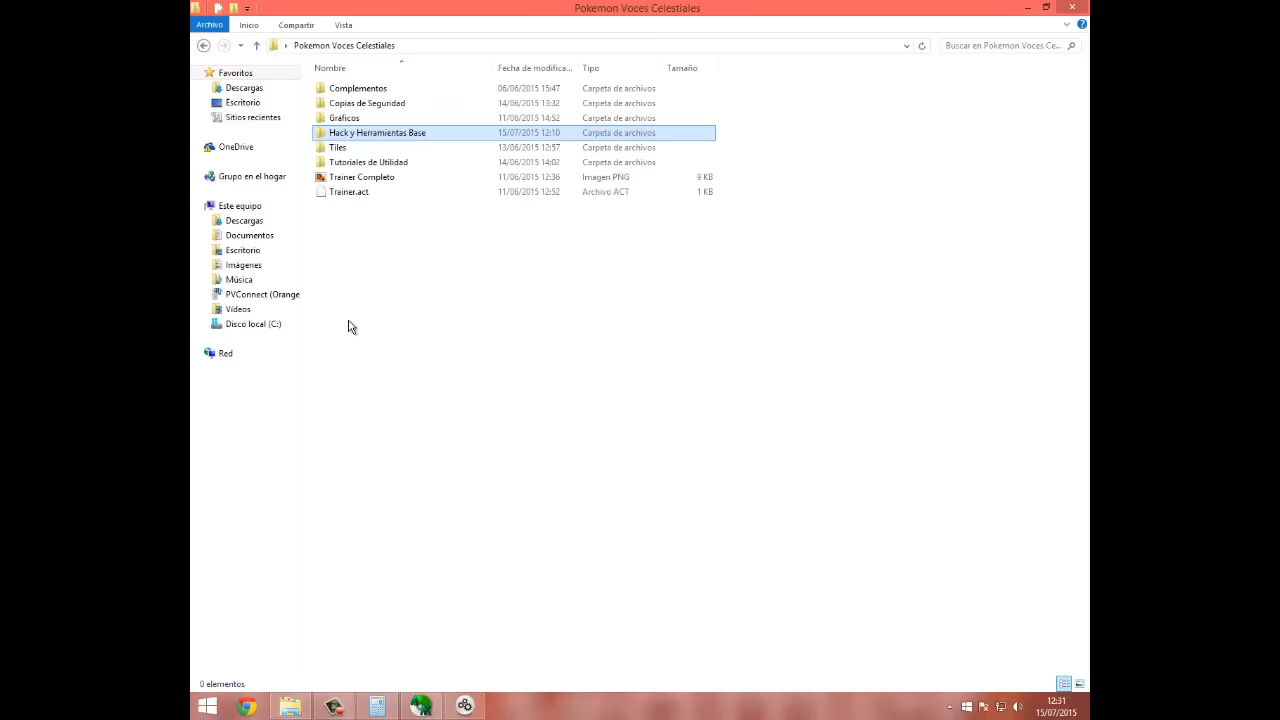 Pokemon Voces Celestiales
Archivo Inicio Compartir Vista
Pokemon Voces Celestiales Buscar en Pokemon Voces Ce...
Nombre Fecha de modifica... Tipo Tamaño
Favoritos
Descargas
Escritorio
Sitios recientes
OneDrive
Grupo en el hogar
Este equipo
Descargas
Documentos
Escritorio
Imágenes
Música
PVConnect (Orange
Vídeos
Disco local (C:)
Red
Complementos 06/06/2015 15:47 Carpeta de archivos
Copias de Seguridad 14/06/2015 13:32 Carpeta de archivos
Gráficos 11/06/2015 14:52 Carpeta de archivos
Hack y Herramientas Base 15/07/2015 12:10 Carpeta de archivos
Tiles 13/06/2015 12:57 Carpeta de archivos
Tutoriales de Utilidad 14/06/2015 14:02 Carpeta de archivos
Trainer Completo 11/06/2015 12:36 Imagen PNG 9 KB
Trainer.act 11/06/2015 12:52 Archivo ACT 1 KB
0 elementos
12:31
15/07/2015